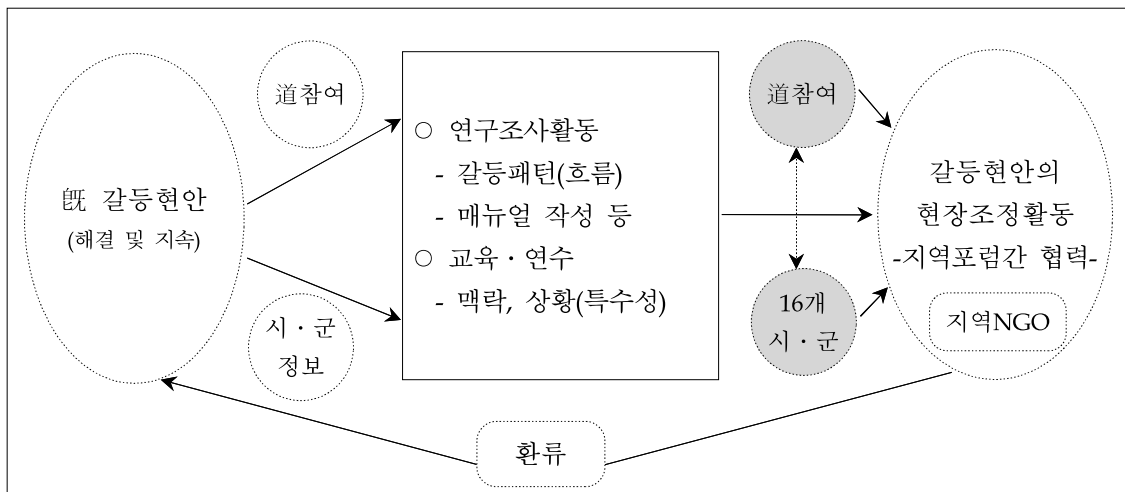 旣 갈등현안
(해결 및 지속)
道참여
시 · 군
정보
○ 연구조사활동
- 갈등패턴(흐름)
- 매뉴얼 작성 등
○ 교육 · 연수
- 맥락, 상황(특수성)
道참여
16개
시 · 군
갈등현안의
현장조정활동
-지역포럼간 협력-
지역NGO
환류